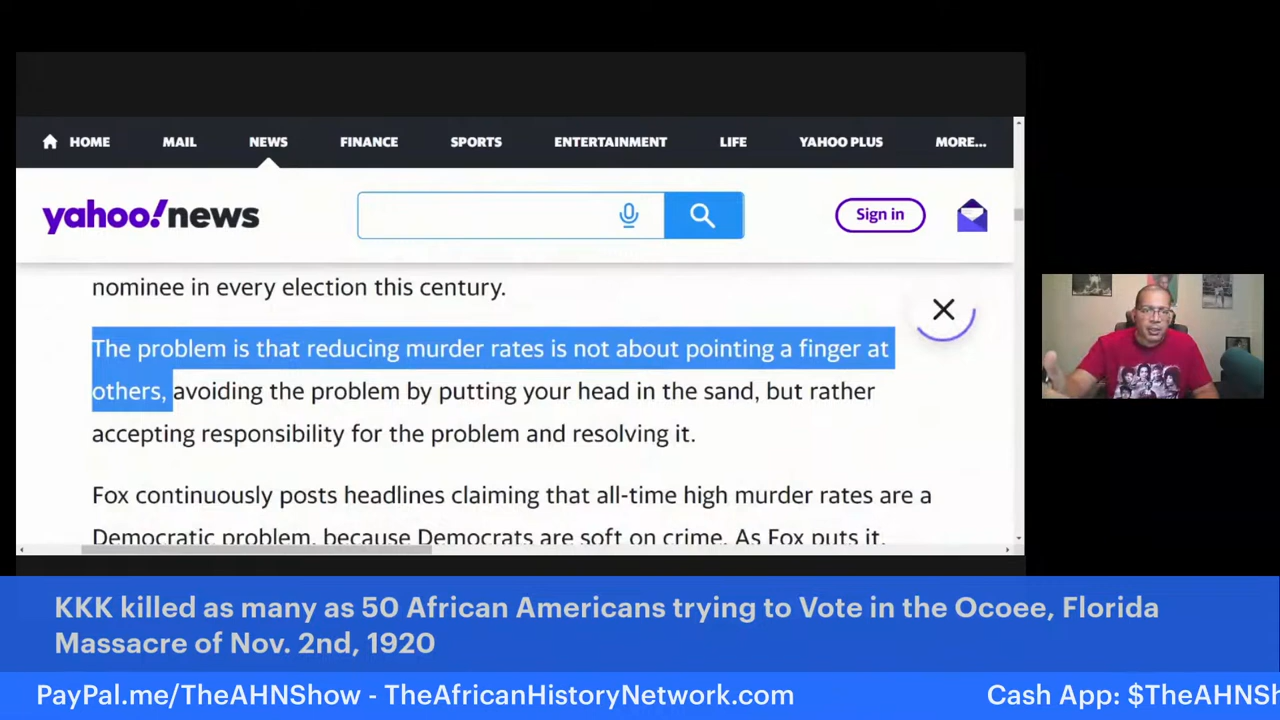 HOME MAIL NEWS FINANCE SPORTS ENTERTAINMENT LIFE YAHOO PLUS MORE...
yahoo!news
Sign in
nominee in every election this century.
The problem is that reducing murder rates is not about pointing a finger at
others, avoiding the problem by putting your head in the sand, but rather
accepting responsibility for the problem and resolving it.
Fox continuously posts headlines claiming that all-time high murder rates are a
Democratic problem, because Democrats are soft on crime. As Fox puts it,
KKK killed as many as 50 African Americans trying to Vote in the Ocoee, Florida
Massacre of Nov. 2nd, 1920
PayPal.me/TheAHNShow - TheAfricanHistoryNetwork.com
Cash App: $TheAHNSh